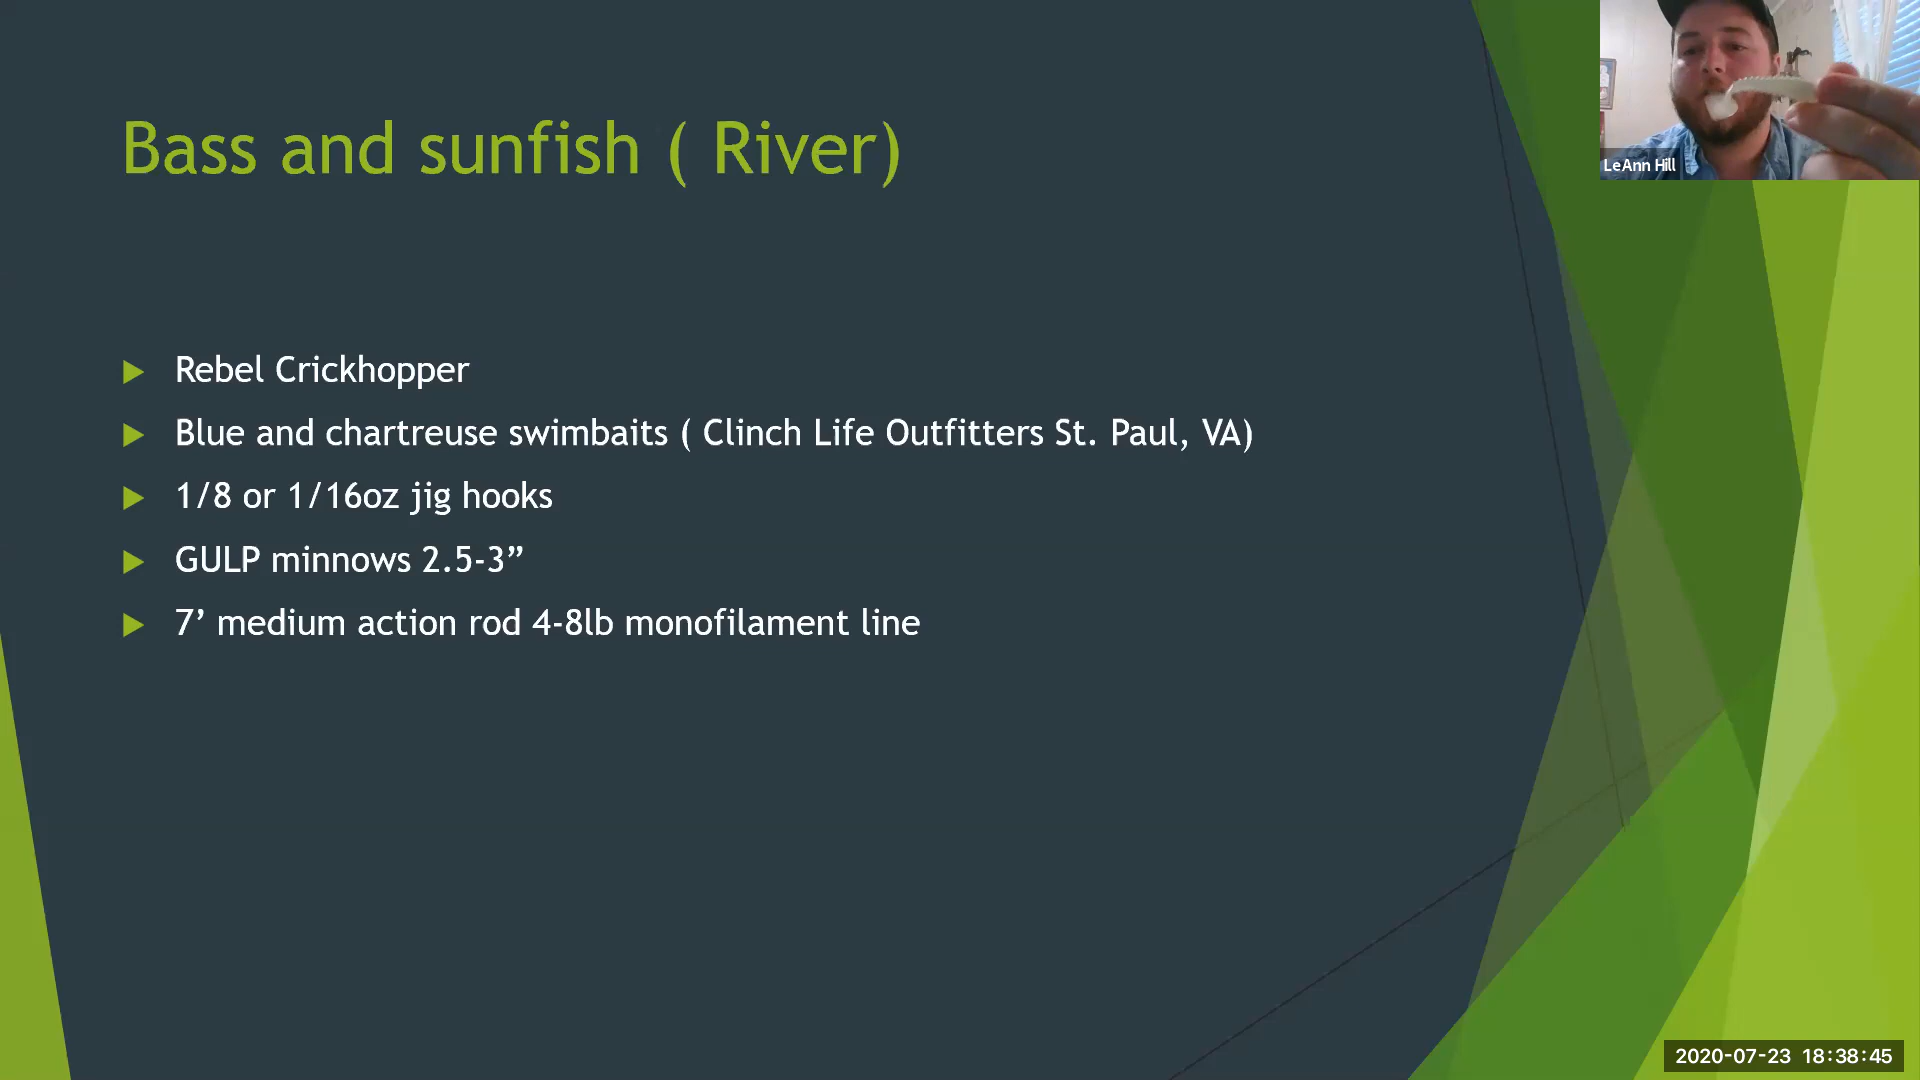 LeAnn Hill
Bass and sunfish ( River)
Rebel Crickhopper
Blue and chartreuse swimbaits ( Clinch Life Outfitters St. Paul, VA)
1/8 or 1/16oz jig hooks
GULP minnows 2.5-3”
7’ medium action rod 4-8lb monofilament line
2020-07-23 18:38:45